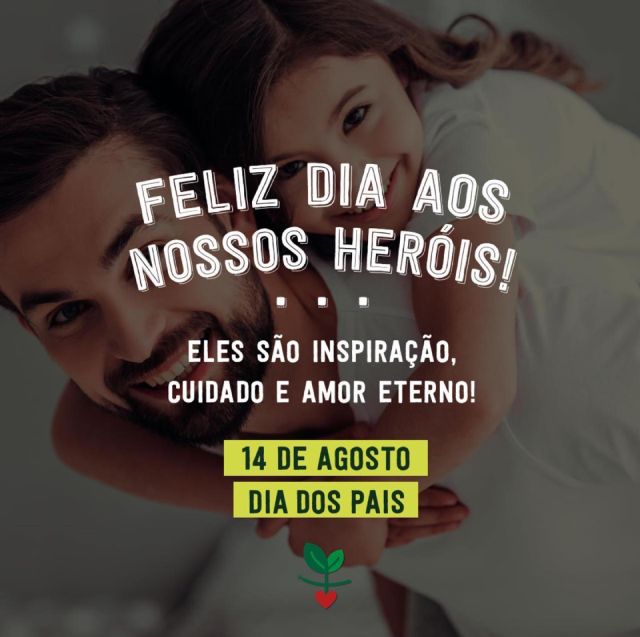 FELIZ DIA AOS
NOSSOS HERÓIS!
ELES SÃO INSPIRAÇÃO,
CUIDADO E AMOR ETERNO!
14 DE AGOSTO
DIA DOS PAIS